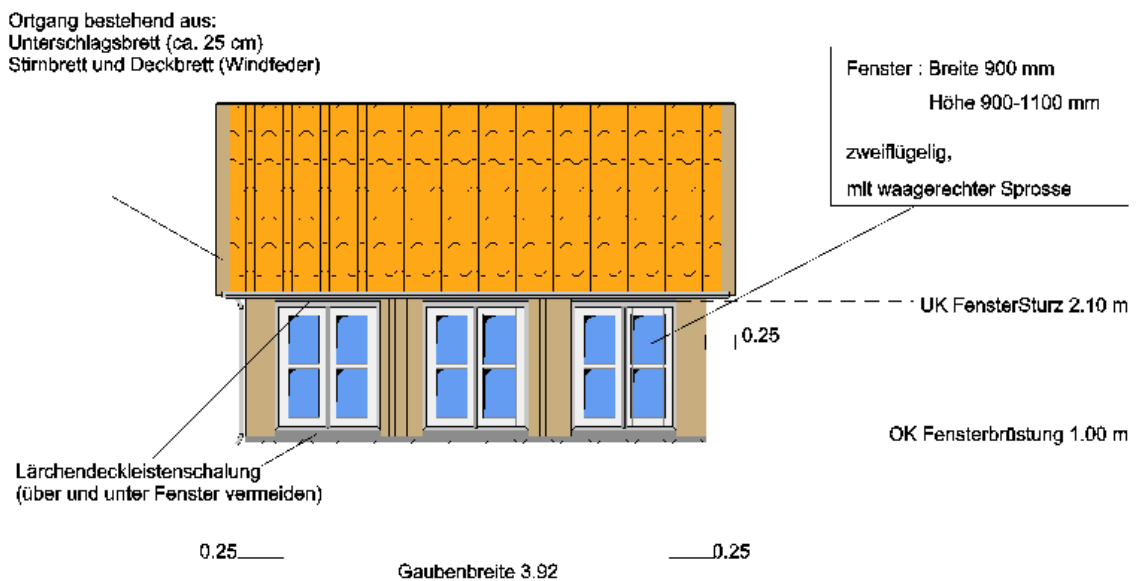 Ortgang bestehend aus:
Unterschlagsbrett (ca. 25 cm)
Stirnbrett und Deckbrett (Windfeder)
Fenster : Breite 900 mm
Höhe 900-1100 mm
zweiflügelig,
mit waagerechter Sprosse
UK FensterSturz 2.10 m
0.25
OK Fensterbrüstung 1.00 m
Lärchendeckleistenschalung
(über und unter Fenster vermeiden)
0.25
0.25
Gaubenbreite 3.92